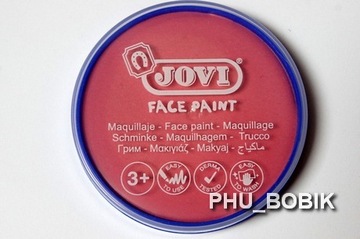 JOVI
FACE PAINT
Maquillaje - Face paint - Maquillage
Schminke - Maquilhagem - Trucco
Грим - Μακιγιάζ - Makyaj - ماكياج
3+
EASY TO USE
DERMA TESTED
EASY TO WASH
PHU_BOBIK